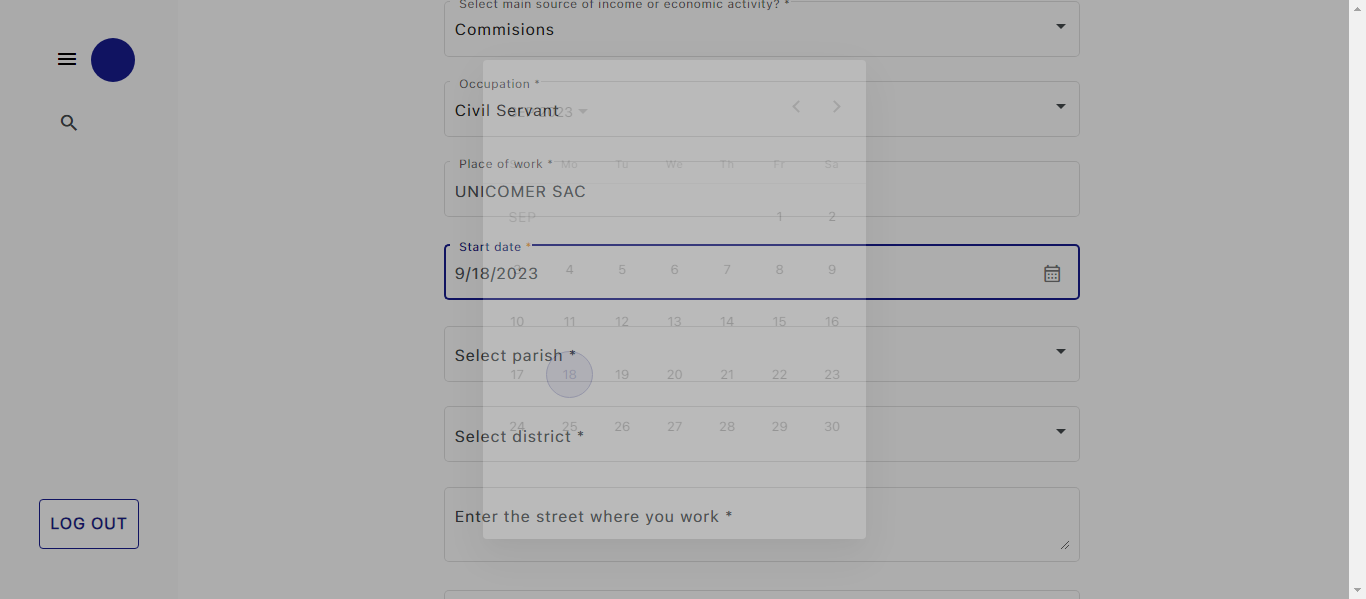 Select main source of income or economic activity? *
Commisions
Occupation *
Civil Servant
SEP 2023
Place of work *
Mo Tu We Th Fr Sa
UNICOMER SAC
SEP 1 2
Start date *
9/18/2023
3 4 5 6 7 8 9
10 11 12 13 14 15 16
Select parish *
17 18 19 20 21 22 23
24 25 26 27 28 29 30
Select district *
Enter the street where you work *
LOG OUT